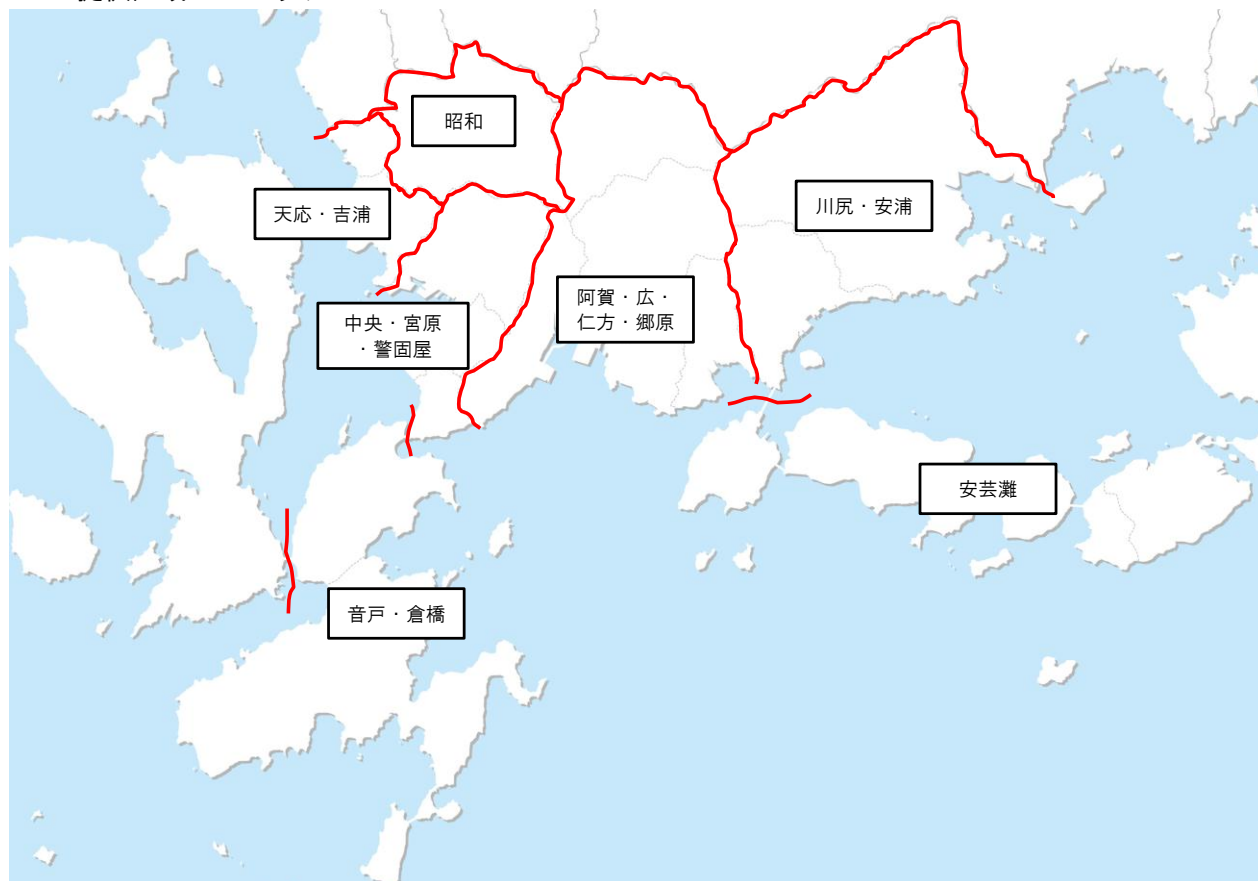 昭和
天応・吉浦
川尻・安浦
阿賀・広・
仁方・郷原
中央・宮原
・警固屋
安芸灘
音戸・倉橋